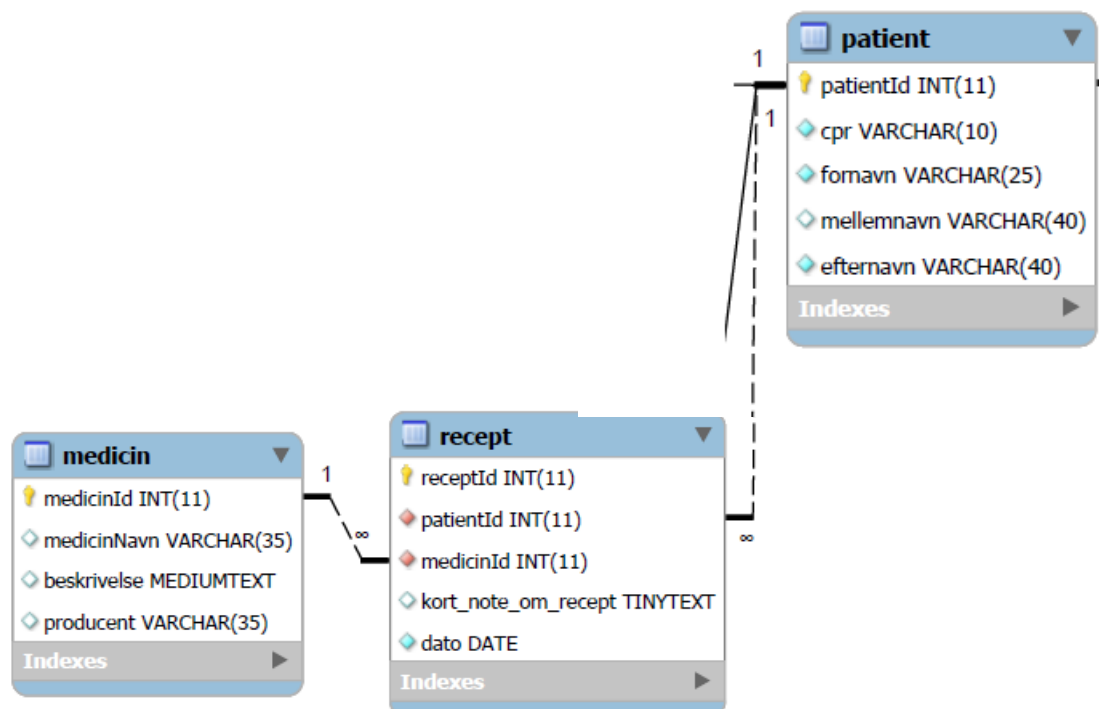 patient
1
patientId INT(11)
1
cpr VARCHAR(10)
fornavn VARCHAR(25)
mellemnavn VARCHAR(40)
efternavn VARCHAR(40)
Indexes
medicin
1
medicinId INT(11)
medicinNavn VARCHAR(35)
beskrivelse MEDIUMTEXT
producent VARCHAR(35)
Indexes
∞
recept
receptId INT(11)
patientId INT(11)
medicinId INT(11)
kort_note_om_recept TINYTEXT
dato DATE
Indexes
∞